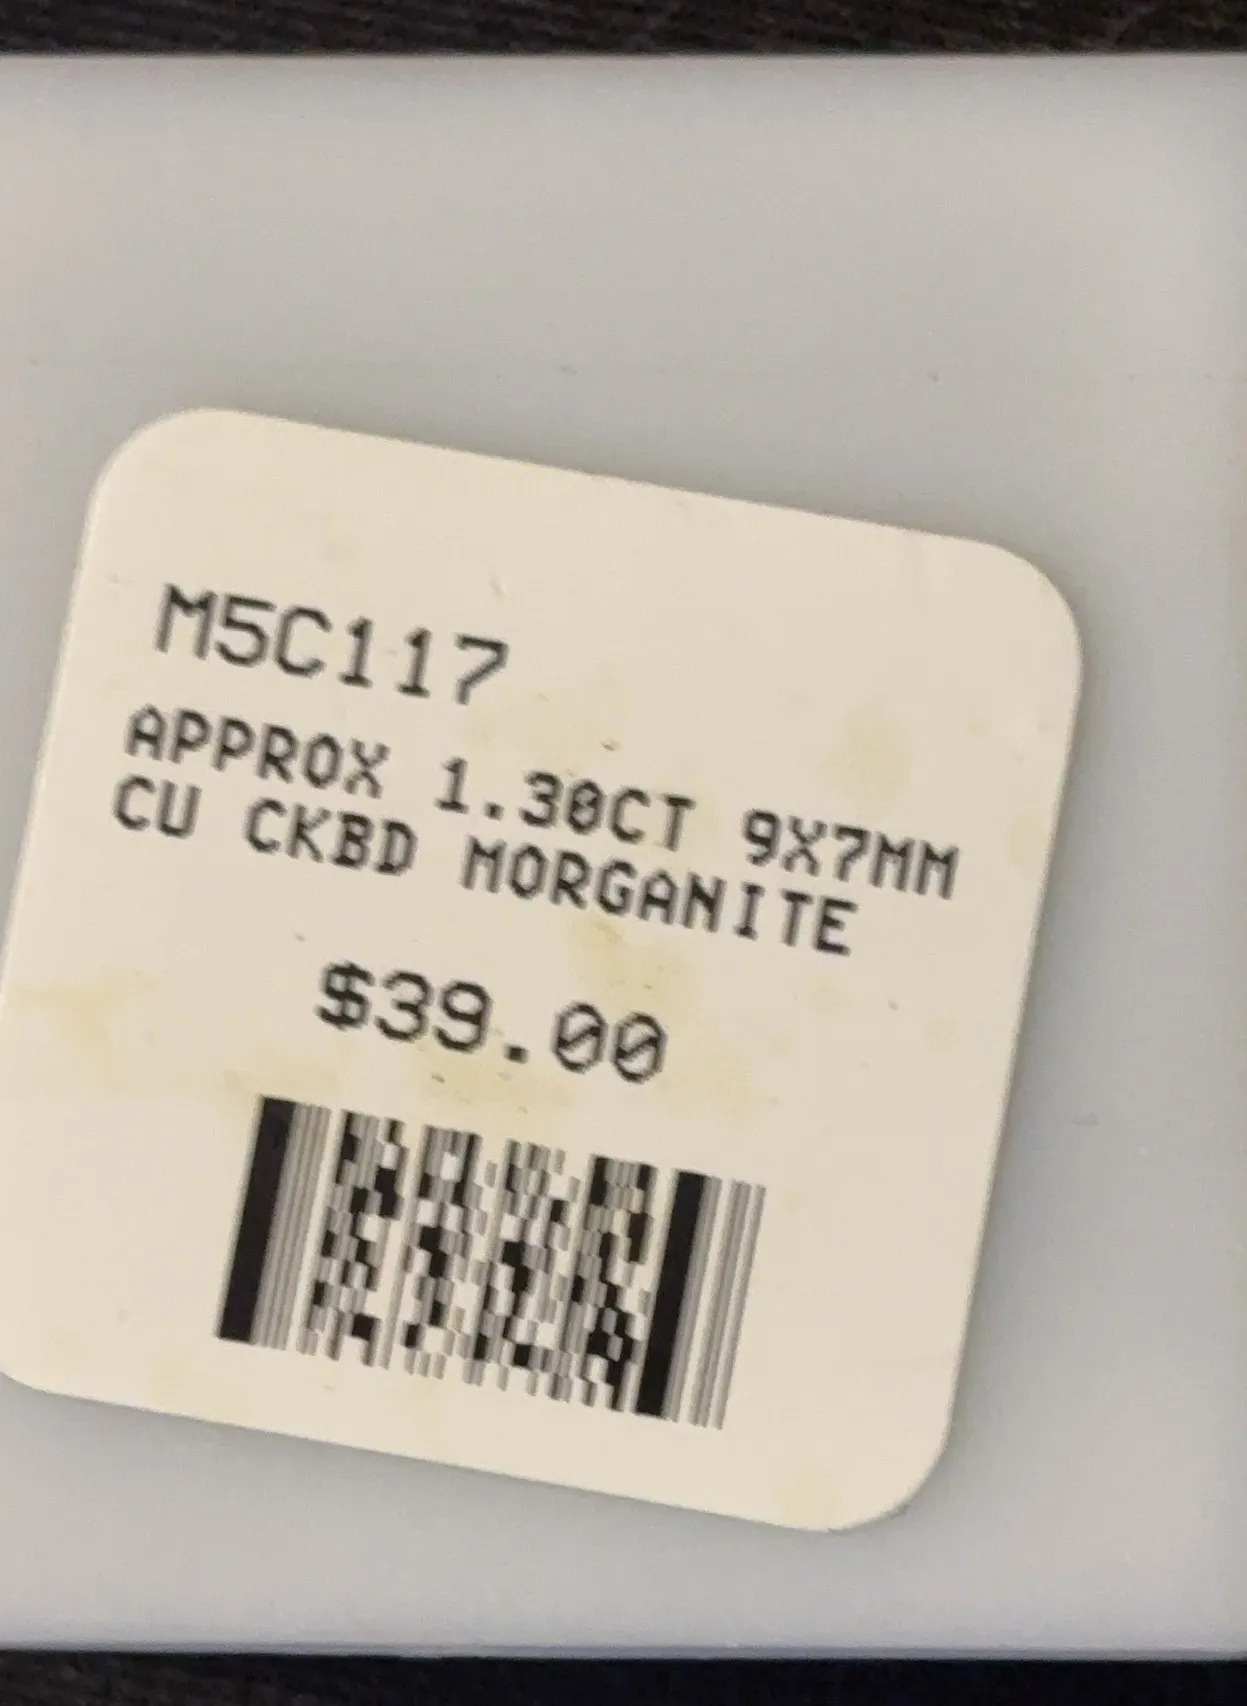 M5C117
APPROX 1.30CT 9X7MM
CU CKBD MORGANITE
$39.00